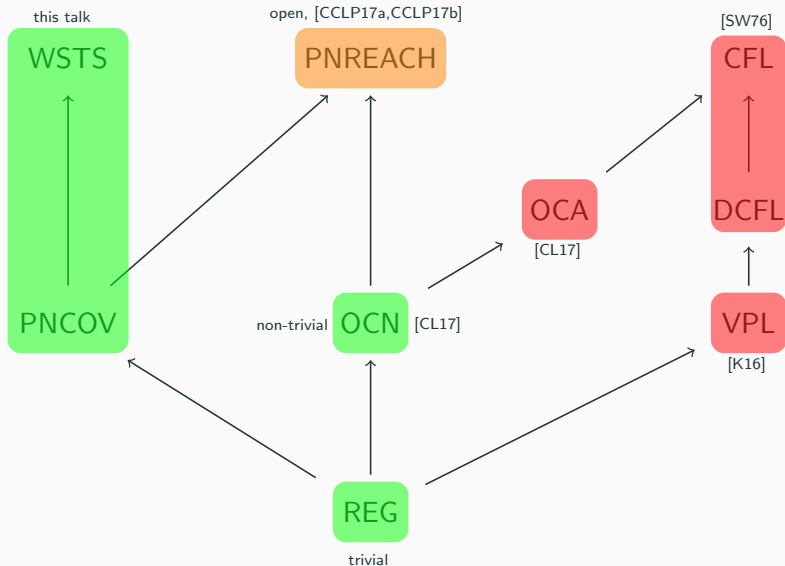 this talk
open, [CCLP17a,CCLP17b]
[SW76]
WSTS
PNREACH
CFL
OCA
DCFL
[CL17]
PNCOV
non-trivial
OCN
[CL17]
VPL
[K16]
REG
trivial